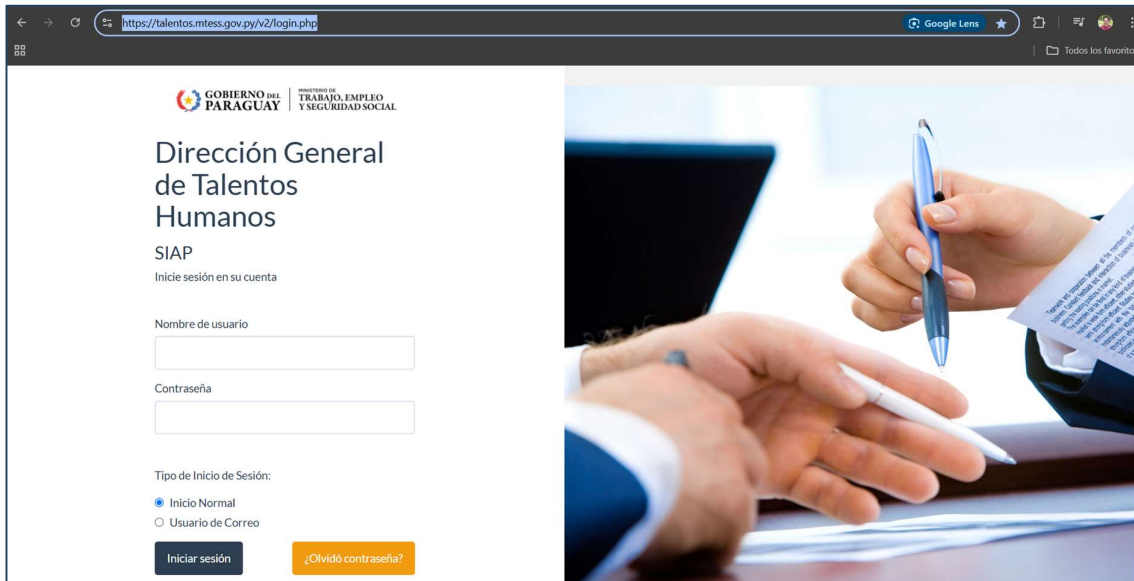 https://talentos.mtess.gov.py/v2/login.php
Google Lens
Todos los favorito
GOBIERNO DEL
PARAGUAY
MINISTERIO DE
TRABAJO, EMPLEO
Y SEGURIDAD SOCIAL
Dirección General
de Talentos
Humanos
SIAP
Inicie sesión en su cuenta
Nombre de usuario
Contraseña
Tipo de Inicio de Sesión:
Inicio Normal
Usuario de Correo
Iniciar sesión
¿Olvidó contraseña?